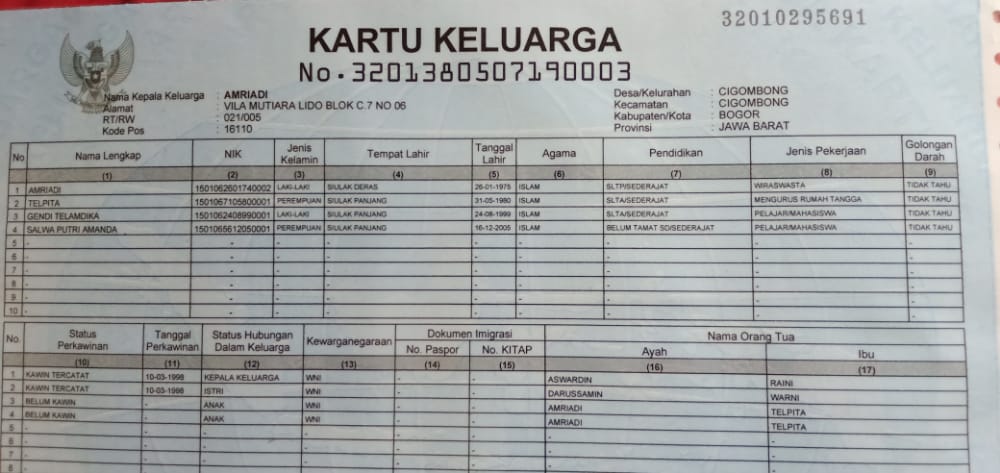 32010295691
KARTU KELUARGA
No.3201380507190003
Nama Kepala Keluarga : AMRIADI
Alamat : VILA MUTIARA LIDO BLOK C.7 NO 06
RT/RW : 021/005
Kode Pos : 16110
Desa/Kelurahan : CIGOMBONG
Kecamatan : CIGOMBONG
Kabupaten/Kota : BOGOR
Provinsi : JAWA BARAT
No Nama Lengkap NIK Jenis Kelamin Tempat Lahir Tanggal Lahir Agama Pendidikan Jenis Pekerjaan Golongan Darah
(1) (2) (3) (4) (5) (6) (7) (8) (9)
1 AMRIADI 1501062601740002 LAKI-LAKI SIULAK DERAS 26-01-1975 ISLAM SLTP/SEDERAJAT WIRASWASTA TIDAK TAHU
2 TELPITA 1501067105800001 PEREMPUAN SIULAK PANJANG 31-05-1980 ISLAM SLTA/SEDERAJAT MENGURUS RUMAH TANGGA TIDAK TAHU
3 GENDI TELAMDIKA 1501062408990001 LAKI-LAKI SIULAK PANJANG 24-08-1999 ISLAM SLTA/SEDERAJAT PELAJAR/MAHASISWA TIDAK TAHU
4 SALWA PUTRI AMANDA 1501065612050001 PEREMPUAN SIULAK PANJANG 16-12-2005 ISLAM BELUM TAMAT SD/SEDERAJAT PELAJAR/MAHASISWA TIDAK TAHU
5 - - - - - - - -
6 - - - - - - - -
7 - - - - - - - -
8 - - - - - - - -
9 - - - - - - - -
10 - - - - - - - -
No. Status Perkawinan Tanggal Perkawinan Status Hubungan Dalam Keluarga Kewarganegaraan Dokumen Imigrasi Nama Orang Tua
No. Paspor No. KITAP Ayah Ibu
(10) (11) (12) (13) (14) (15) (16) (17)
1 KAWIN TERCATAT 10-03-1998 KEPALA KELUARGA WNI - - ASWARDIN RAINI
2 KAWIN TERCATAT 10-03-1998 ISTRI WNI - - DARUSSAMIN WARNI
3 BELUM KAWIN - ANAK WNI - - AMRIADI TELPITA
4 BELUM KAWIN - ANAK WNI - - AMRIADI TELPITA
5 - - - - - - - -
6 - - - - - - - -
7 - - - - - - - -
8